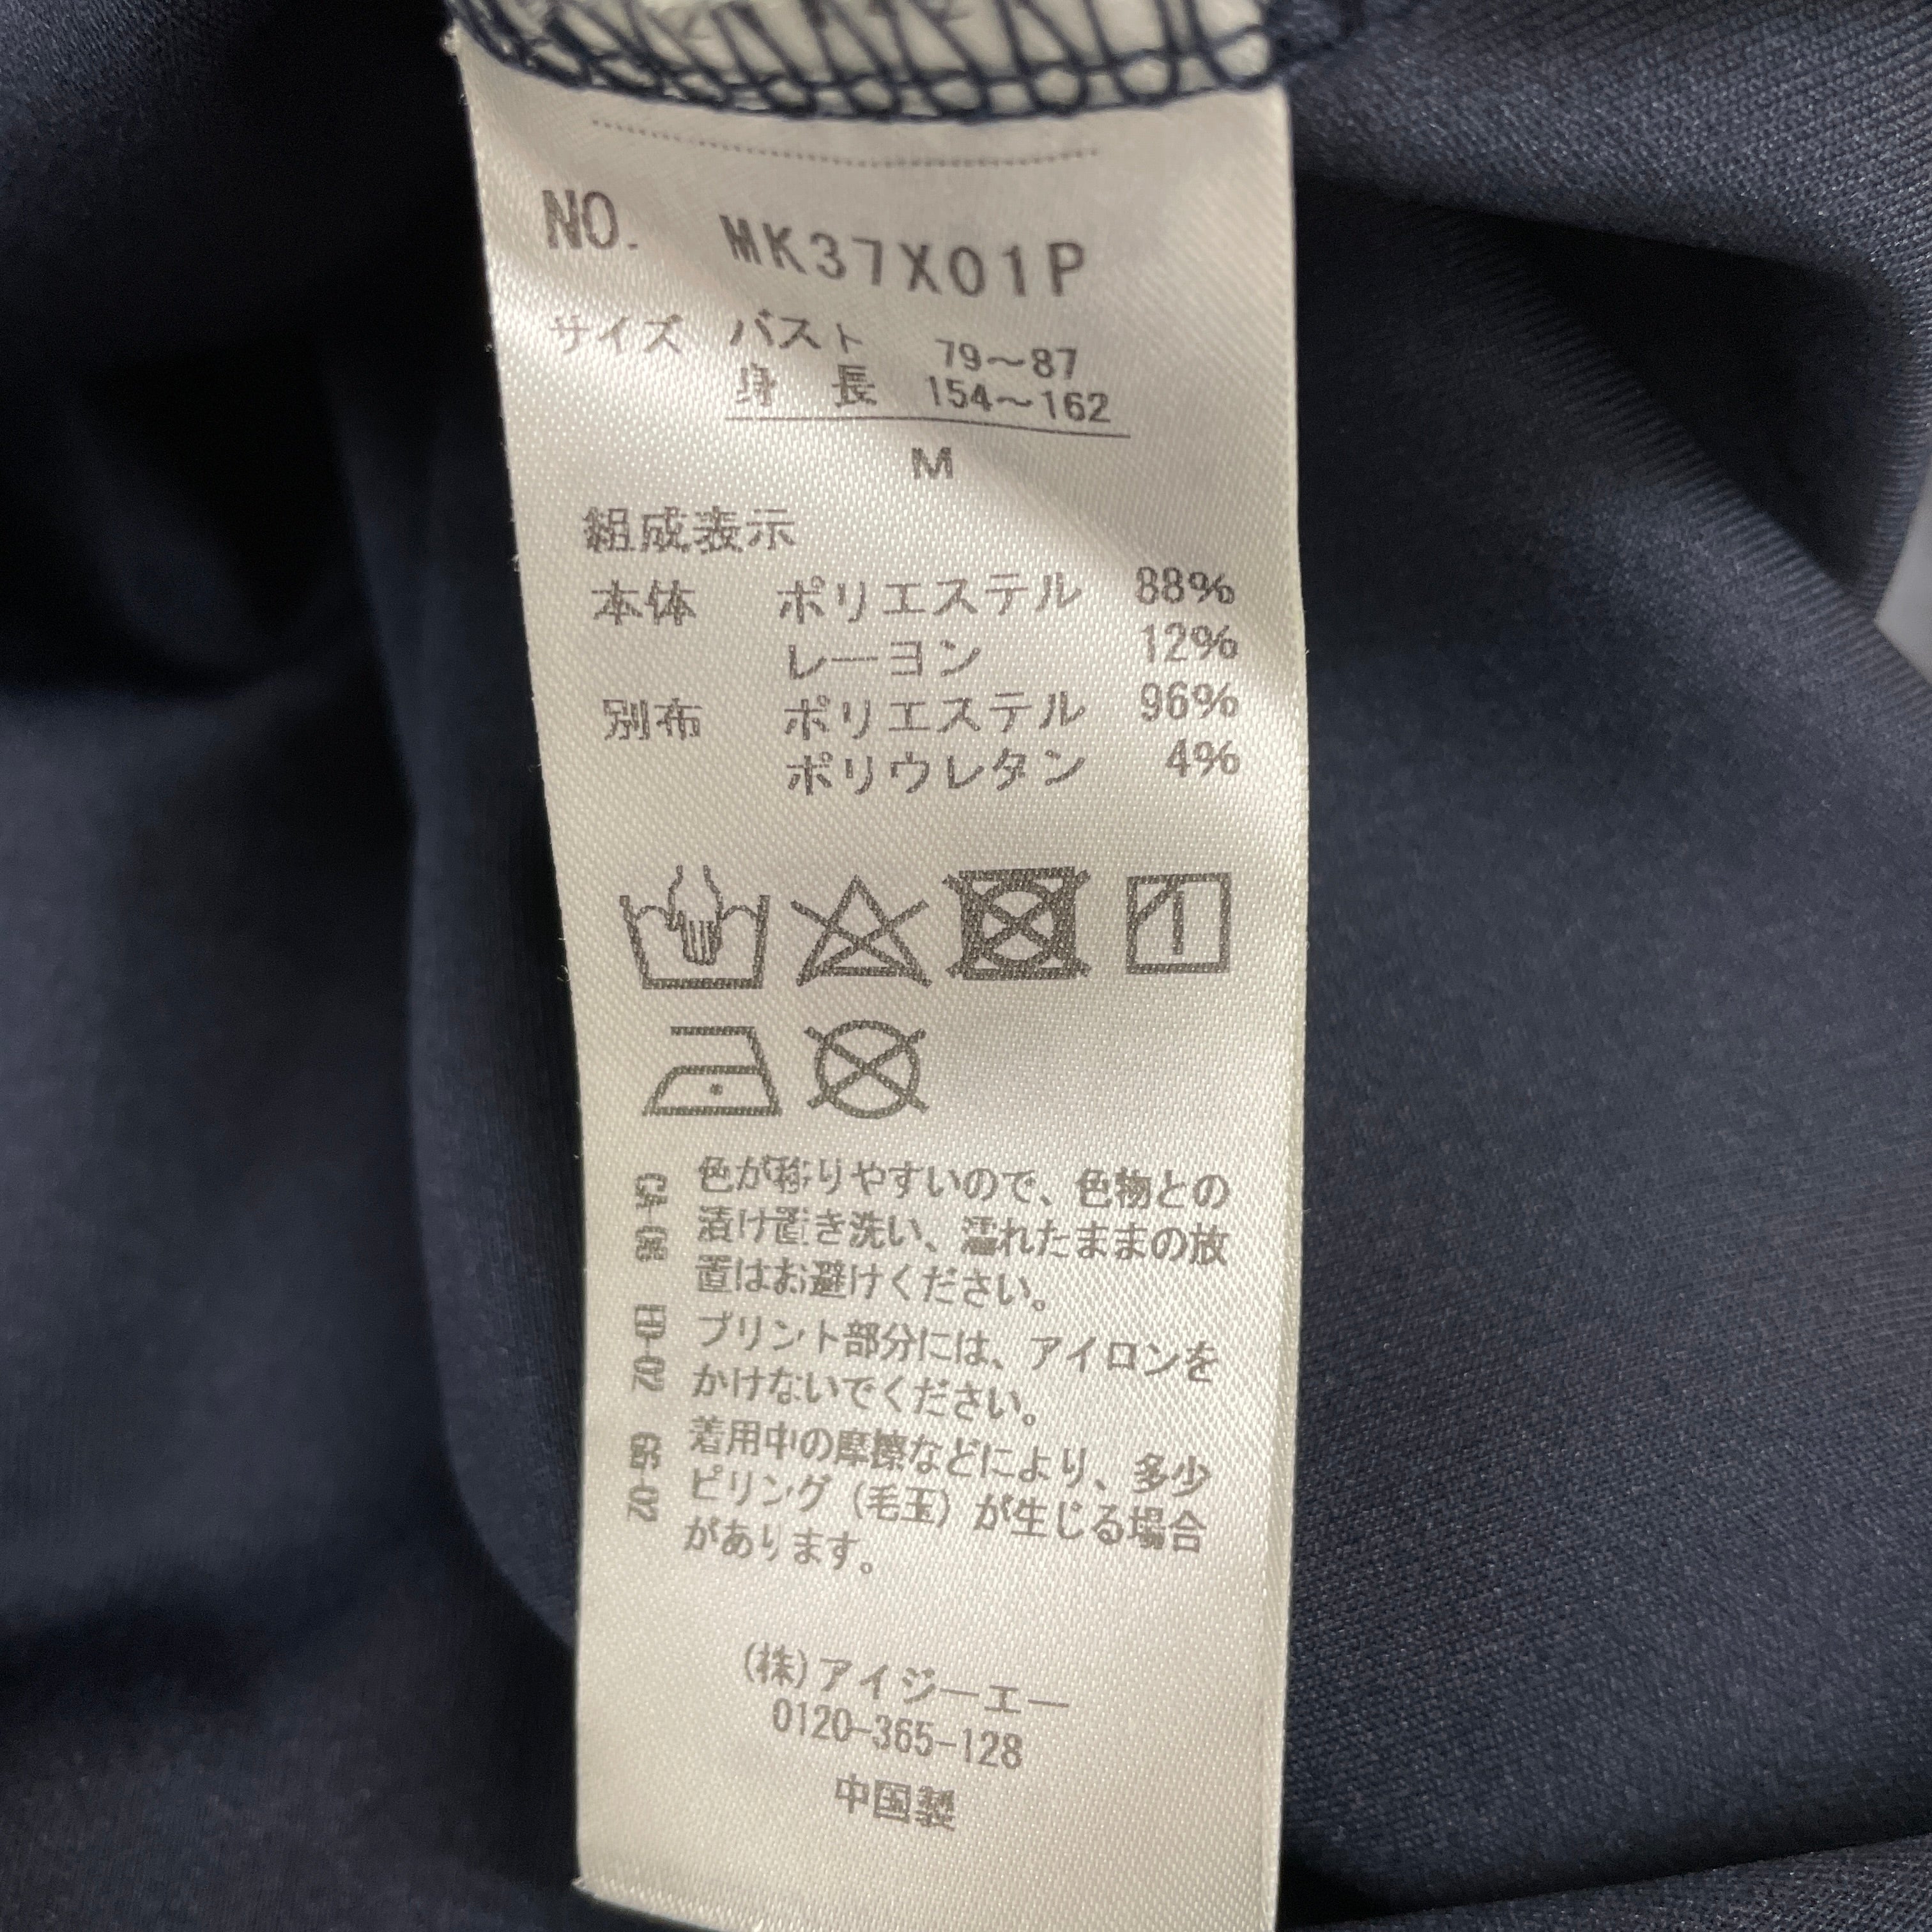 NO. MK37X01P
サイズ バスト 79〜87
身 長 154〜162
M
組成表示
本体 ポリエステル 88%
レーヨン 12%
別布 ポリエステル 96%
ポリウレタン 4%
色が移りやすいので、色物との
漬け置き洗い、濡れたままの放
置はお避けください。
プリント部分には、アイロンを
かけないでください。
着用中の摩擦などにより、多少
ピリング(毛玉)が生じる場合
があります。
(株)アイジーエー
0120-365-128
中国製